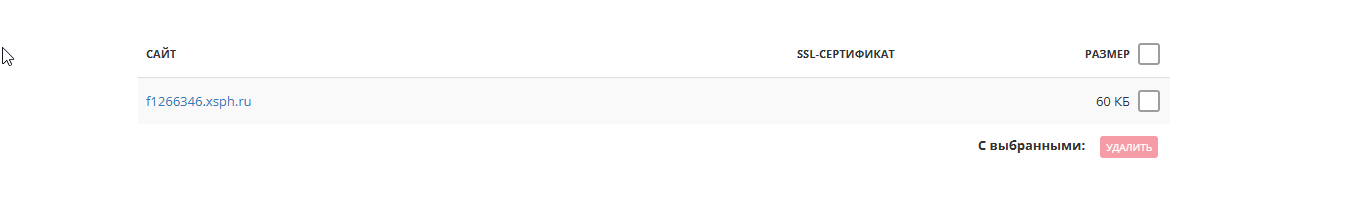 САЙТ SSL-СЕРТИФИКАТ РАЗМЕР
f1266346.xsph.ru 60 КБ
С выбранными: УДАЛИТЬ